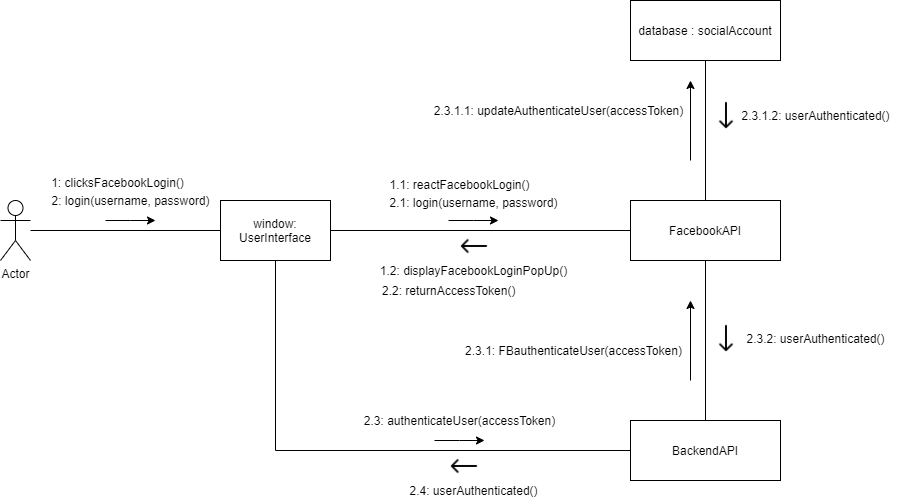 database : socialAccount
2.3.1.1: updateAuthenticateUser(accessToken)
2.3.1.2: userAuthenticated()
1: clicksFacebookLogin()
2: login(username, password)
1.1: reactFacebookLogin()
2.1: login(username, password)
Actor
window:
UserInterface
FacebookAPI
1.2: displayFacebookLoginPopUp()
2.2: returnAccessToken()
2.3.1: FBauthenticateUser(accessToken)
2.3.2: userAuthenticated()
2.3: authenticateUser(accessToken)
BackendAPI
2.4: userAuthenticated()